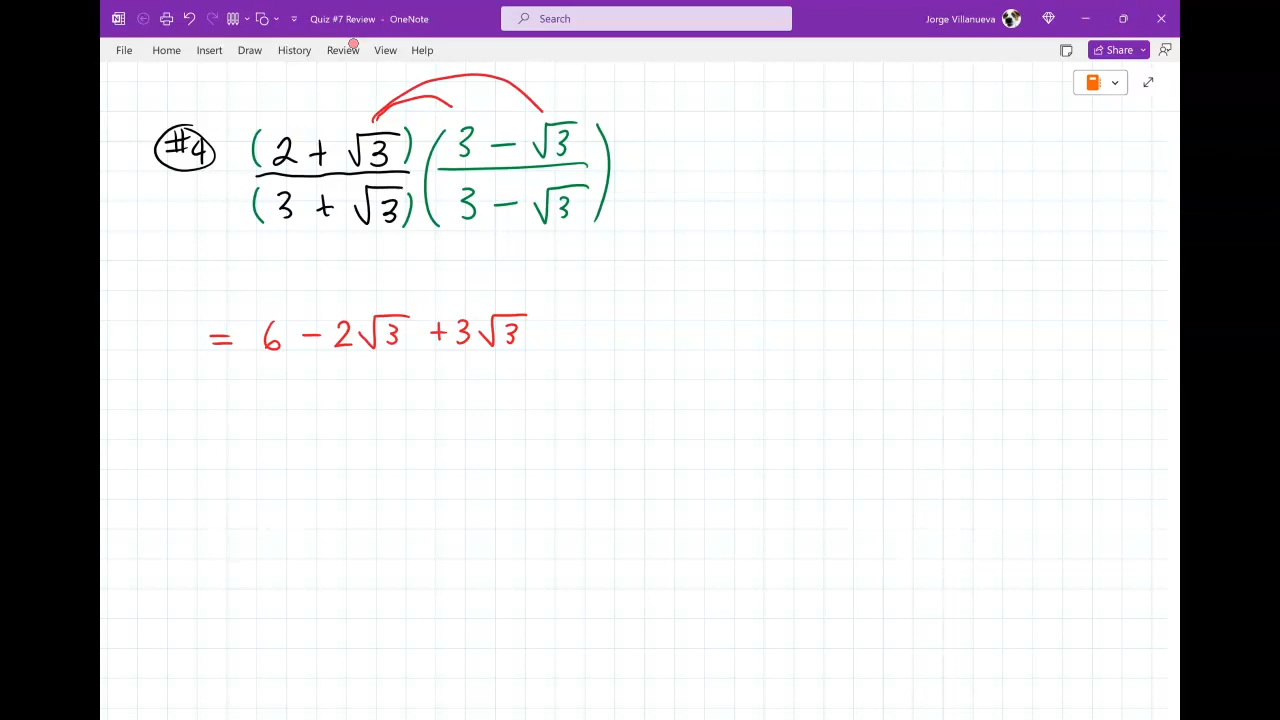 Quiz #7 Review - OneNote
Search
Jorge Villanueva
File Home Insert Draw History Review View Help
Share
#4 (2 + √3) (3 - √3)
(3 + √3) (3 - √3)
= 6 - 2√3 + 3√3